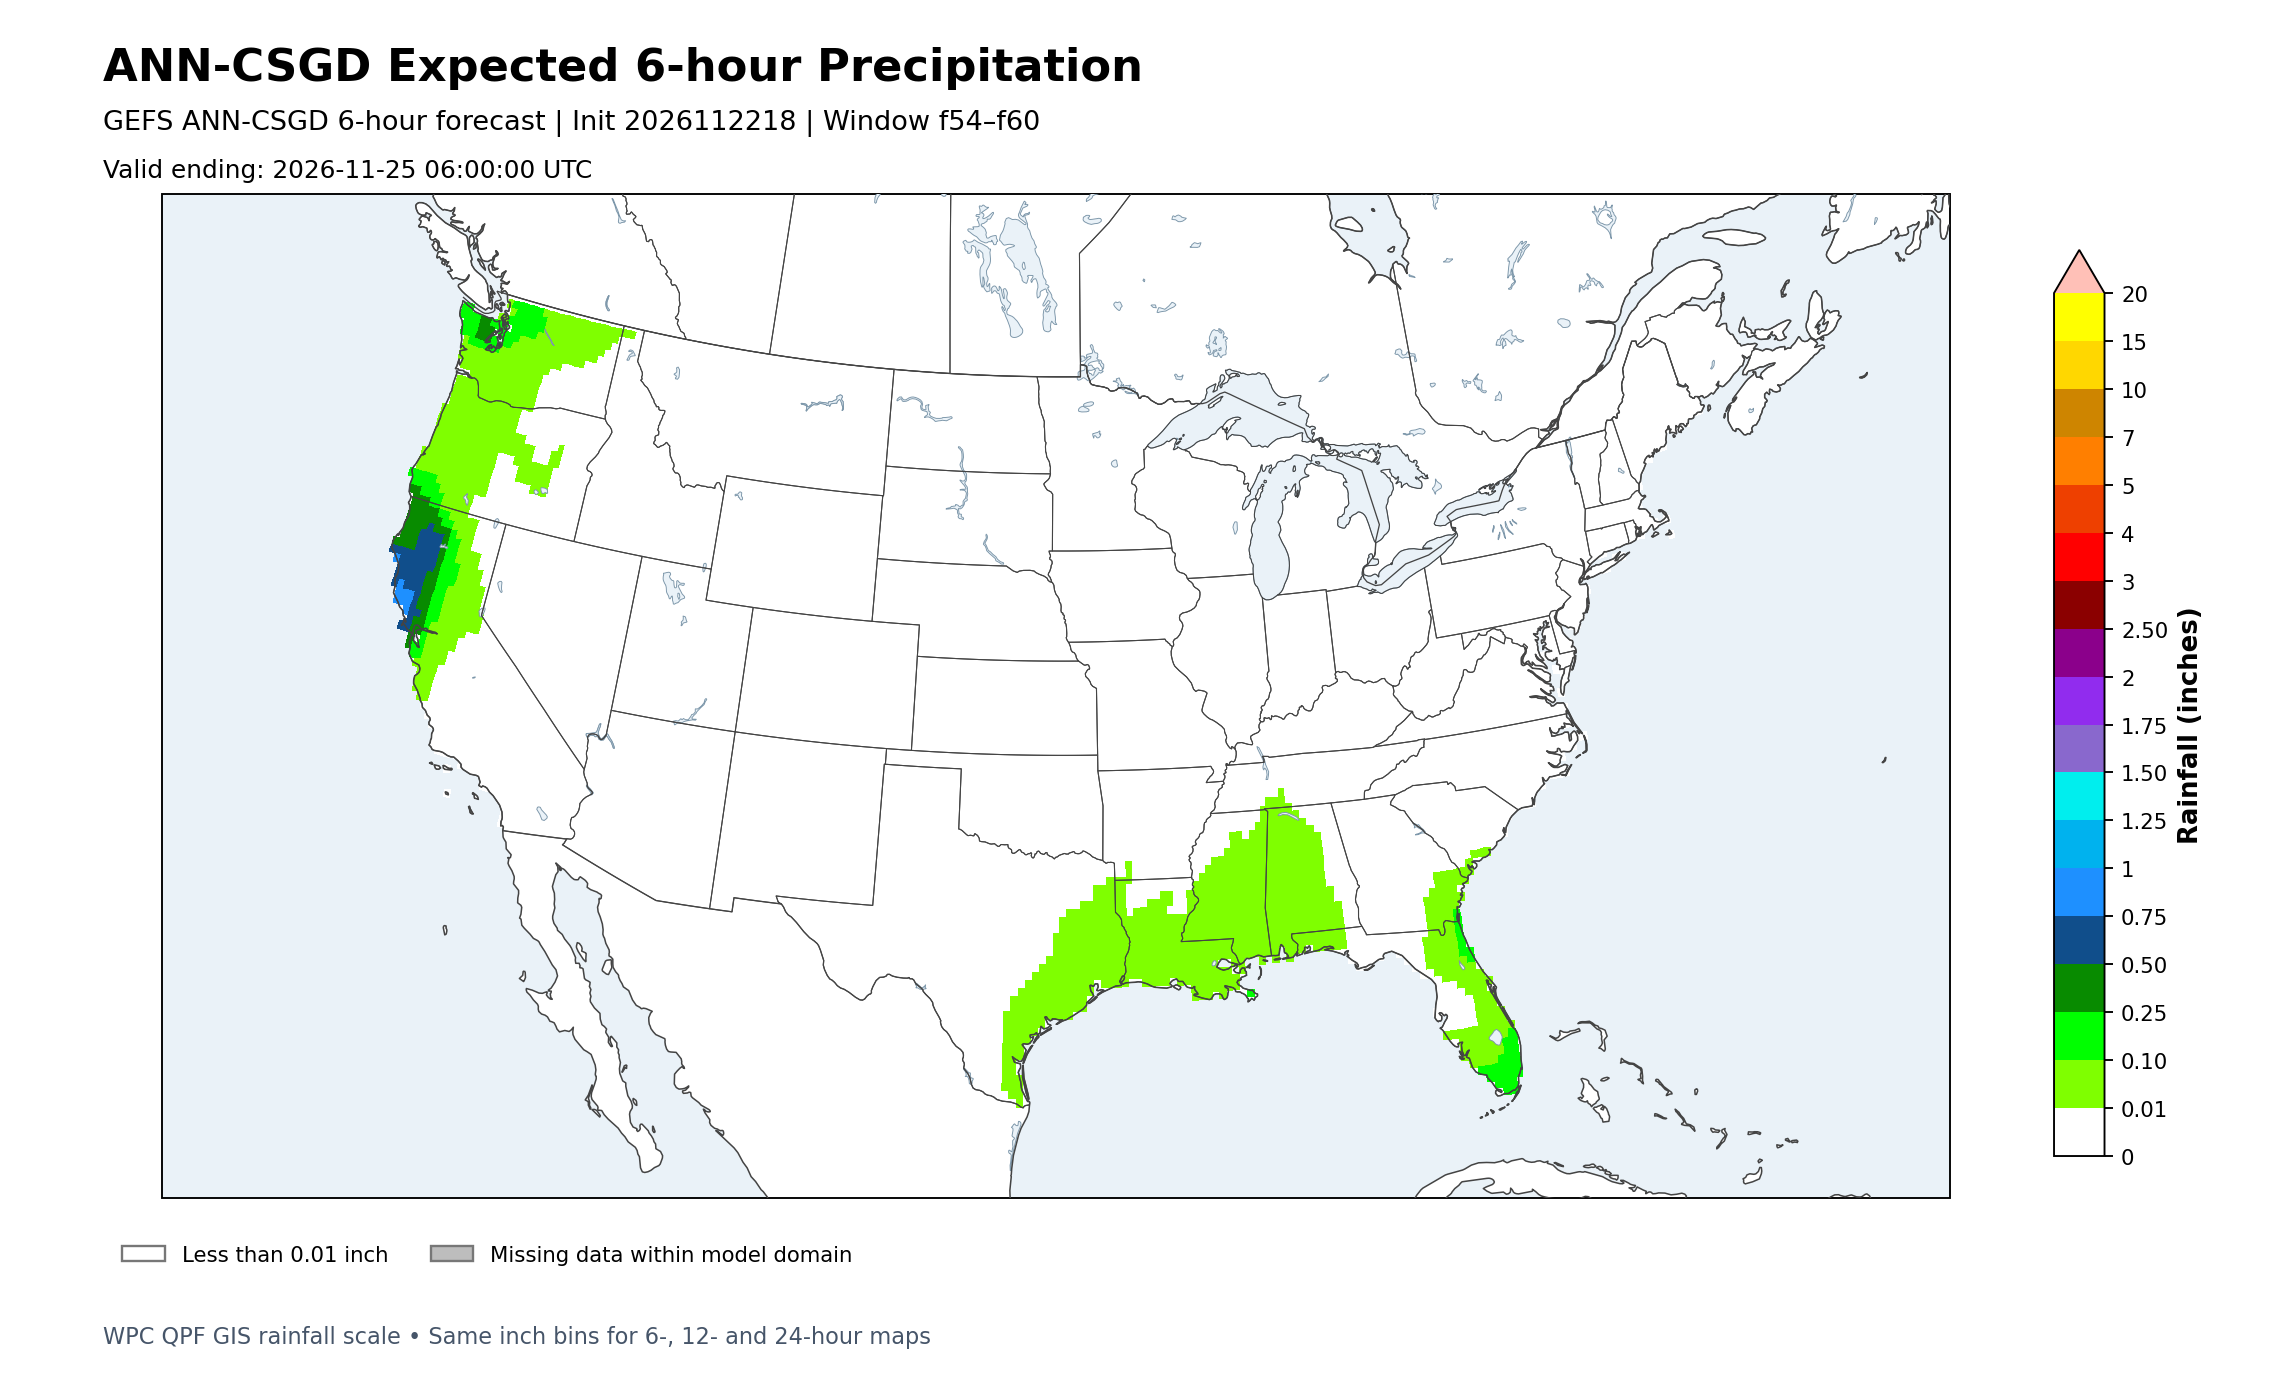 ANN-CSGD Expected 6-hour Precipitation
GEFS ANN-CSGD 6-hour forecast | Init 2026112218 | Window f54–f60
Valid ending: 2026-11-25 06:00:00 UTC
20
15
10
7
5
4
3
2.50
2
1.75
1.50
1.25
1
0.75
0.50
0.25
0.10
0.01
0
Rainfall (inches)
Less than 0.01 inch
Missing data within model domain
WPC QPF GIS rainfall scale • Same inch bins for 6-, 12- and 24-hour maps